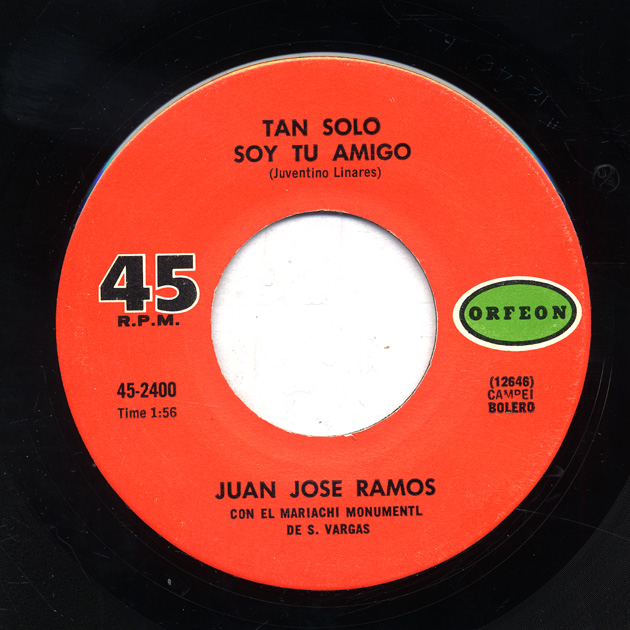 TAN SOLO
SOY TU AMIGO
(Juventino Linares)
45
R.P.M.
ORFEON
45-2400
Time 1:56
(12646)
CAMPEI
BOLERO
JUAN JOSE RAMOS
CON EL MARIACHI MONUMENTL
DE S. VARGAS